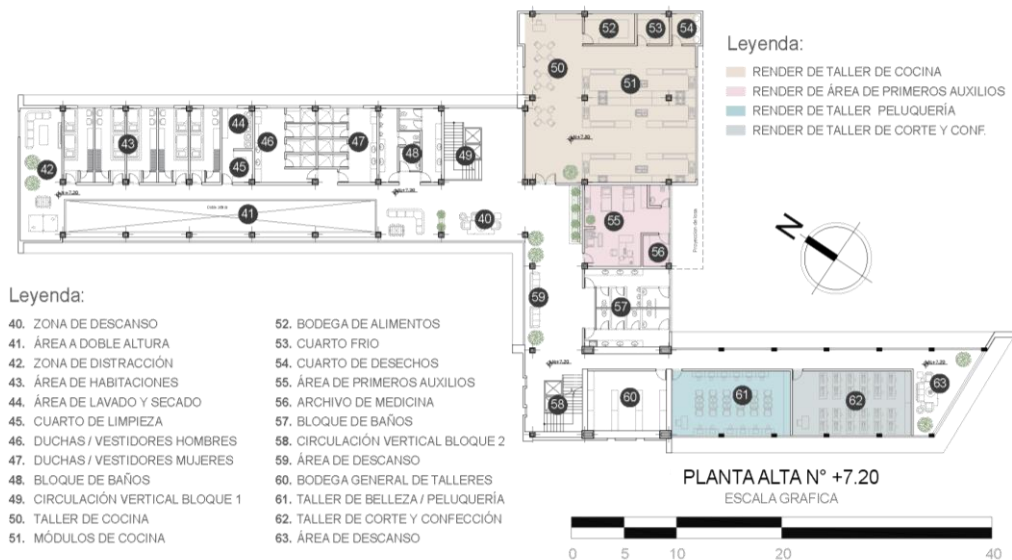 52
53
54
50
51
Leyenda:
RENDER DE TALLER DE COCINA
RENDER DE ÁREA DE PRIMEROS AUXILIOS
RENDER DE TALLER PELUQUERÍA
RENDER DE TALLER DE CORTE Y CONF.
44
43
46
47
48
49
42
45
41
40
55
56
N
59
57
58
60
61
62
63
Leyenda:
40. ZONA DE DESCANSO
41. ÁREA A DOBLE ALTURA
42. ZONA DE DISTRACCIÓN
43. ÁREA DE HABITACIONES
44. ÁREA DE LAVADO Y SECADO
45. CUARTO DE LIMPIEZA
46. DUCHAS / VESTIDORES HOMBRES
47. DUCHAS / VESTIDORES MUJERES
48. BLOQUE DE BAÑOS
49. CIRCULACIÓN VERTICAL BLOQUE 1
50. TALLER DE COCINA
51. MÓDULOS DE COCINA
52. BODEGA DE ALIMENTOS
53. CUARTO FRIO
54. CUARTO DE DESECHOS
55. ÁREA DE PRIMEROS AUXILIOS
56. ARCHIVO DE MEDICINA
57. BLOQUE DE BAÑOS
58. CIRCULACIÓN VERTICAL BLOQUE 2
59. ÁREA DE DESCANSO
60. BODEGA GENERAL DE TALLERES
61. TALLER DE BELLEZA / PELUQUERÍA
62. TALLER DE CORTE Y CONFECCIÓN
63. ÁREA DE DESCANSO
PLANTA ALTA N° +7.20
ESCALA GRAFICA
0 5 10 20 40